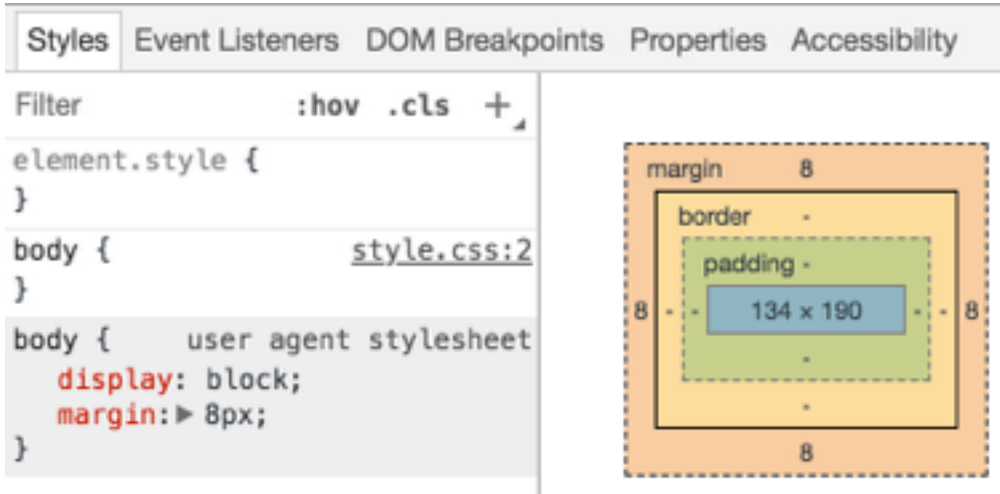 Styles Event Listeners DOM Breakpoints Properties Accessibility
Filter :hov .cls +
element.style {
}
body { style.css:2
}
body { user agent stylesheet
display: block;
margin:▶ 8px;
}
margin 8
border -
padding -
8 - - 134 × 190 - - 8
-
-
8